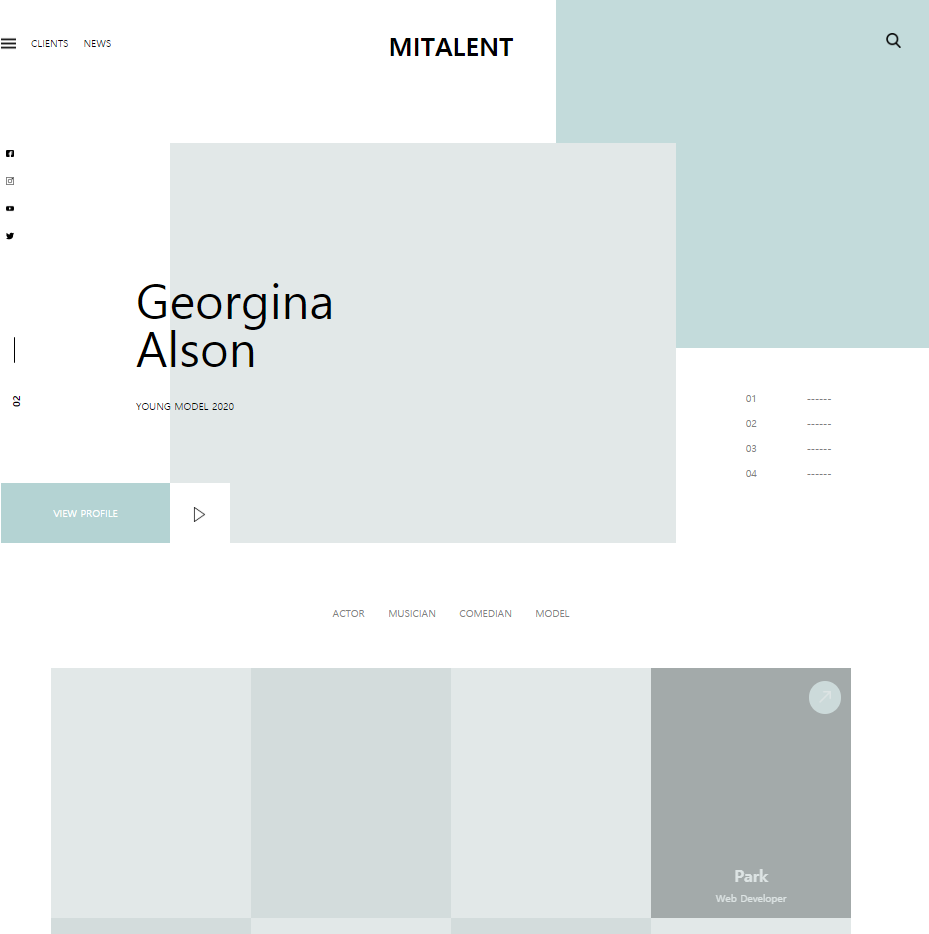 CLIENTS NEWS
MITALENT
Georgina
Alson
YOUNG MODEL 2020
02
01 ------
02 ------
03 ------
04 ------
VIEW PROFILE
ACTOR MUSICIAN COMEDIAN MODEL
Park
Web Developer